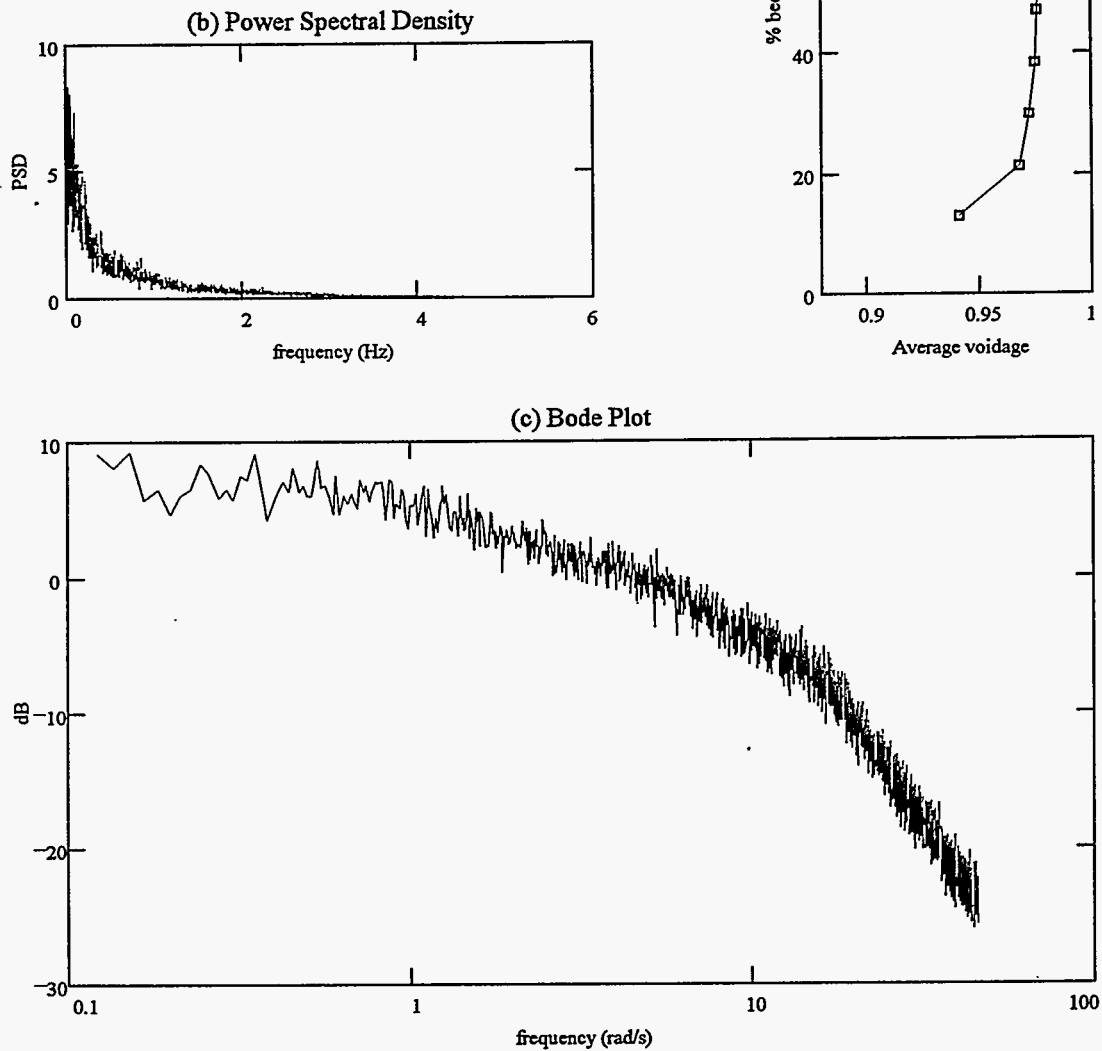 (b) Power Spectral Density
10
5
0
PSD
0 2 4 6
frequency (Hz)
40
20
0
0.9 0.95 1
Average voidage
(c) Bode Plot
10
0
-10
-20
-30
dB
0.1 1 10 100
frequency (rad/s)